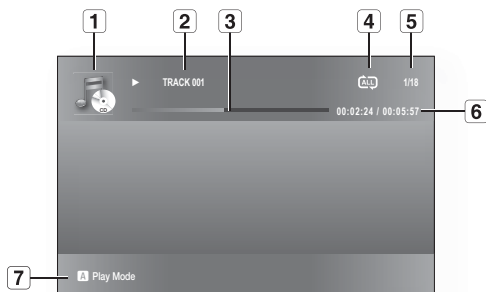 1 2 3 4 5
▶ TRACK 001 ALL 1/18
CD
00:02:24 / 00:05:57 6
7 A Play Mode